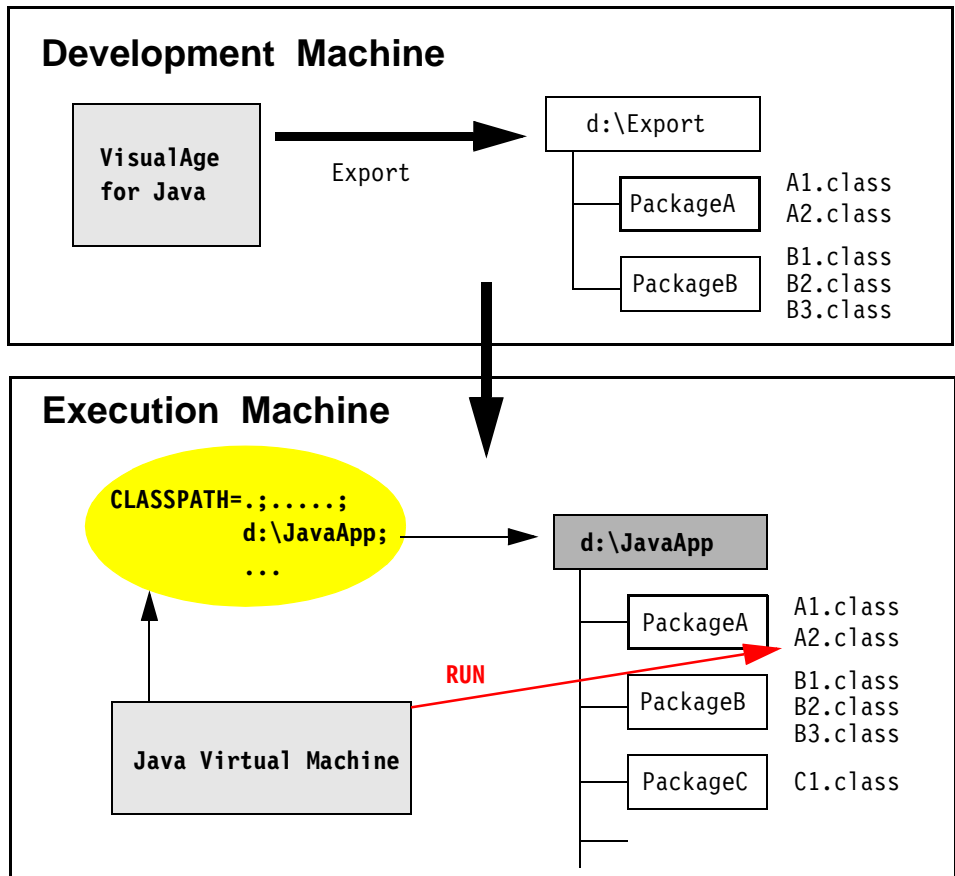 Development Machine
VisualAge
for Java
Export
d:\Export
PackageA
A1.class
A2.class
PackageB
B1.class
B2.class
B3.class
Execution Machine
CLASSPATH=.;.....;
d:\JavaApp;
...
d:\JavaApp
PackageA
A1.class
A2.class
RUN
PackageB
B1.class
B2.class
B3.class
Java Virtual Machine
PackageC
C1.class